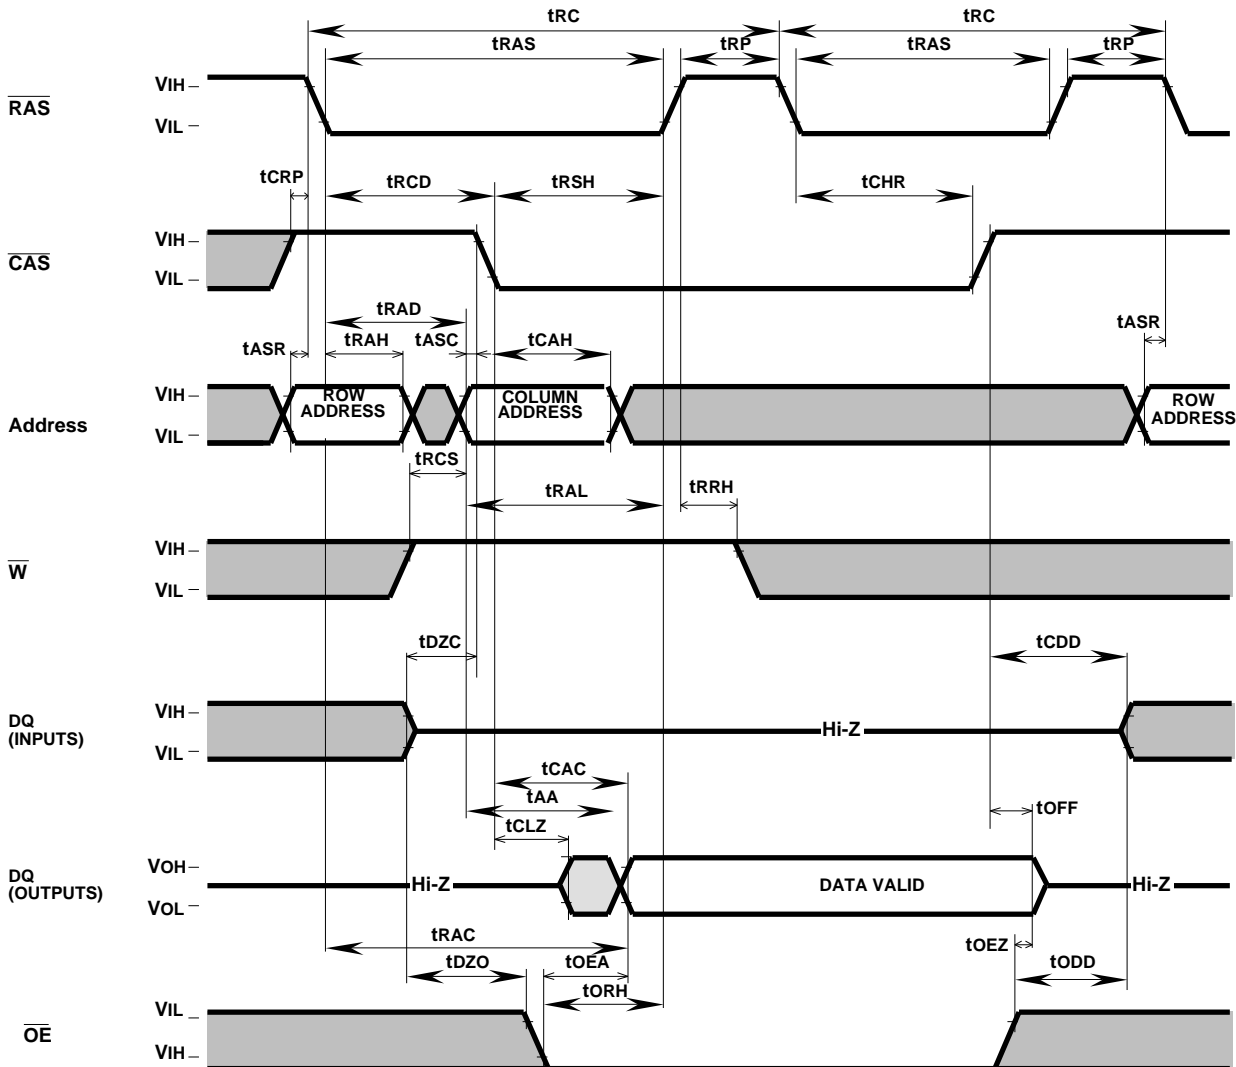 tRC tRC
tRAS tRP tRAS tRP
VIH
RAS
VIL
tCRP tRCD tRSH tCHR
VIH
CAS
VIL
tRAD
tASR tRAH tASC tCAH tASR
VIH
ROW ADDRESS
COLUMN ADDRESS
ROW ADDRESS
Address
VIL
tRCS
tRAL tRRH
VIH
W
VIL
tDZC tCDD
VIH
DQ
(INPUTS)
Hi-Z
VIL
tCAC
tAA tOFF
tCLZ
VOH
DQ
(OUTPUTS)
Hi-Z DATA VALID Hi-Z
VOL
tRAC tOEZ
tDZO tOEA tODD
tORH
VIL
OE
VIH